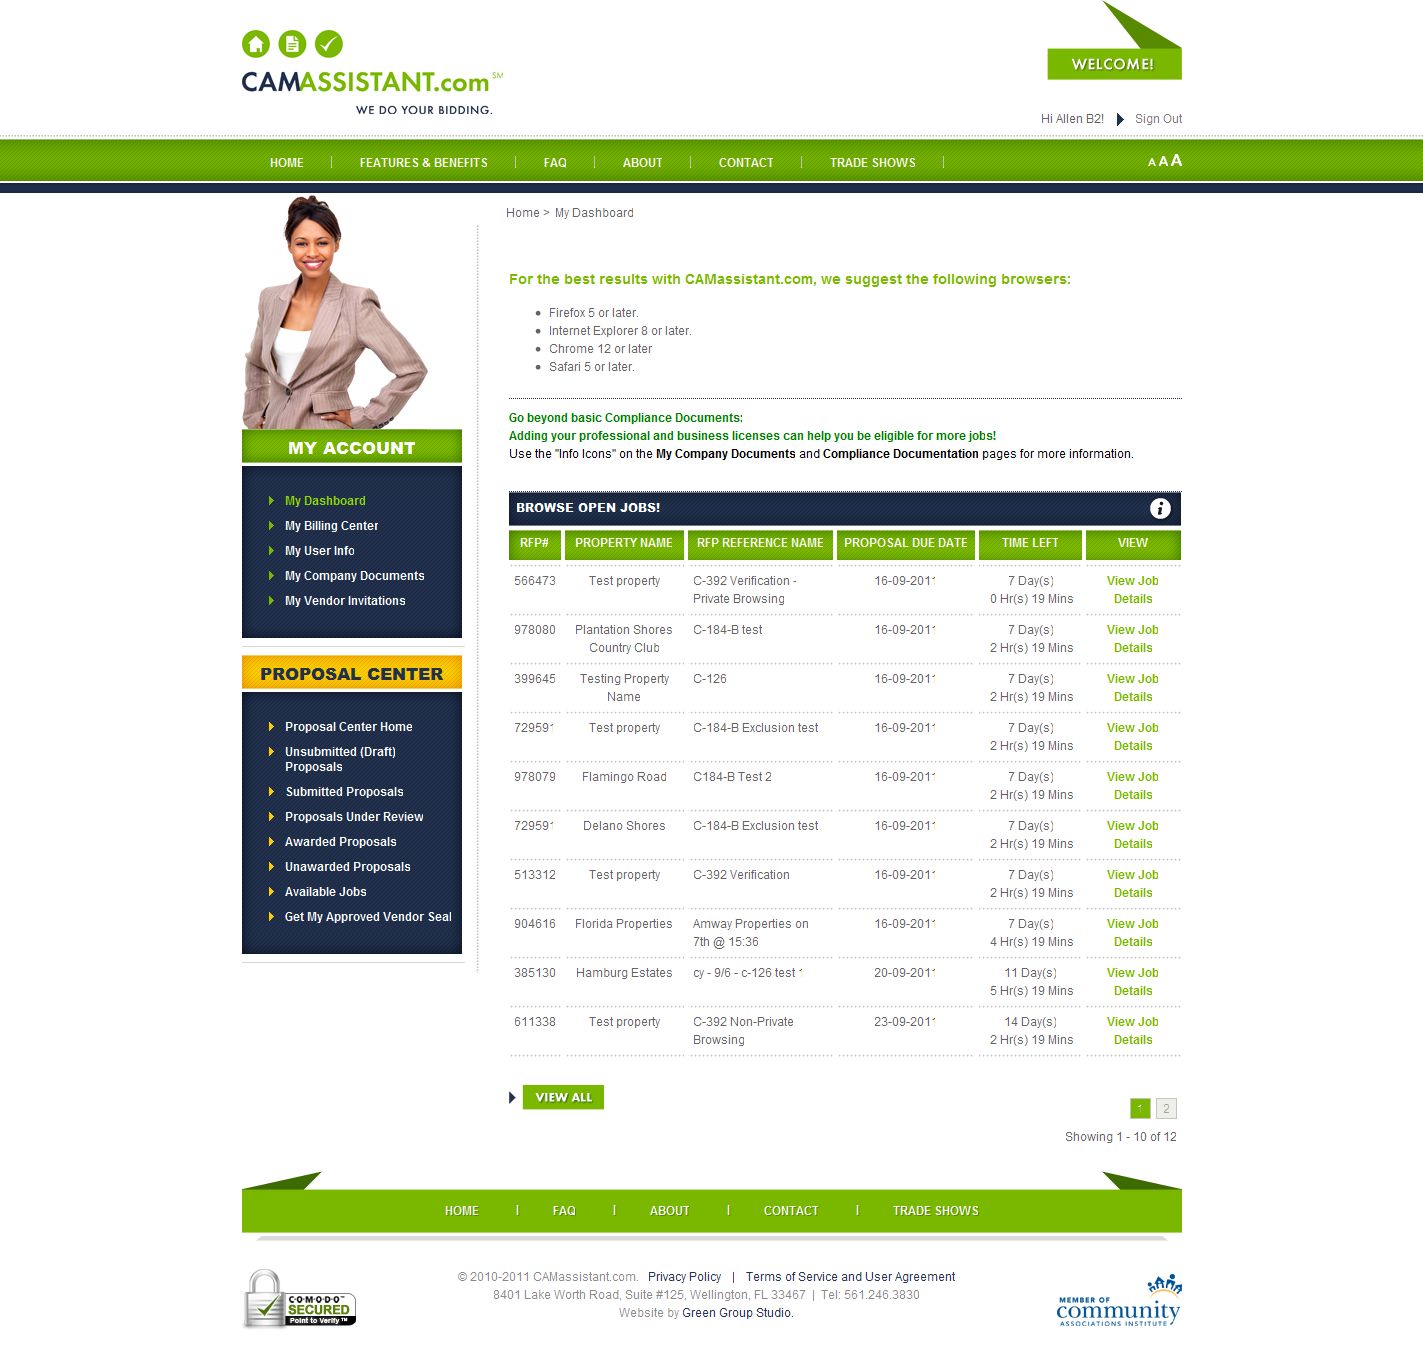 CAMASSISTANT.com SM
WE DO YOUR BIDDING.
WELCOME!
Hi Allen B2! Sign Out
HOME FEATURES & BENEFITS FAQ ABOUT CONTACT TRADE SHOWS A A A
Home > My Dashboard
For the best results with CAMassistant.com, we suggest the following browsers:
Firefox 5 or later.
Internet Explorer 8 or later.
Chrome 12 or later
Safari 5 or later.
Go beyond basic Compliance Documents:
Adding your professional and business licenses can help you be eligible for more jobs!
Use the "Info Icons" on the My Company Documents and Compliance Documentation pages for more information.
MY ACCOUNT
My Dashboard
My Billing Center
My User Info
My Company Documents
My Vendor Invitations
PROPOSAL CENTER
Proposal Center Home
Unsubmitted (Draft)
Proposals
Submitted Proposals
Proposals Under Review
Awarded Proposals
Unawarded Proposals
Available Jobs
Get My Approved Vendor Seal
BROWSE OPEN JOBS! i
RFP# PROPERTY NAME RFP REFERENCE NAME PROPOSAL DUE DATE TIME LEFT VIEW
566473 Test property C-392 Verification - 16-09-2011 7 Day(s) View Job
Private Browsing 0 Hr(s) 19 Mins Details
978080 Plantation Shores C-184-B test 16-09-2011 7 Day(s) View Job
Country Club 2 Hr(s) 19 Mins Details
399645 Testing Property C-126 16-09-2011 7 Day(s) View Job
Name 2 Hr(s) 19 Mins Details
729591 Test property C-184-B Exclusion test 16-09-2011 7 Day(s) View Job
2 Hr(s) 19 Mins Details
978079 Flamingo Road C184-B Test 2 16-09-2011 7 Day(s) View Job
2 Hr(s) 19 Mins Details
729591 Delano Shores C-184-B Exclusion test 16-09-2011 7 Day(s) View Job
2 Hr(s) 19 Mins Details
513312 Test property C-392 Verification 16-09-2011 7 Day(s) View Job
2 Hr(s) 19 Mins Details
904616 Florida Properties Amway Properties on 16-09-2011 7 Day(s) View Job
7th @ 15:36 4 Hr(s) 19 Mins Details
385130 Hamburg Estates cy - 9/6 - c-126 test 1 20-09-2011 11 Day(s) View Job
5 Hr(s) 19 Mins Details
611338 Test property C-392 Non-Private 23-09-2011 14 Day(s) View Job
Browsing 2 Hr(s) 19 Mins Details
VIEW ALL
1 2
Showing 1 - 10 of 12
HOME | FAQ | ABOUT | CONTACT | TRADE SHOWS
© 2010-2011 CAMassistant.com. Privacy Policy | Terms of Service and User Agreement
8401 Lake Worth Road, Suite #125, Wellington, FL 33467 | Tel: 561.246.3830
Website by Green Group Studio.
COMODO™
SECURED
Point to Verify™
MEMBER OF
community
ASSOCIATIONS INSTITUTE